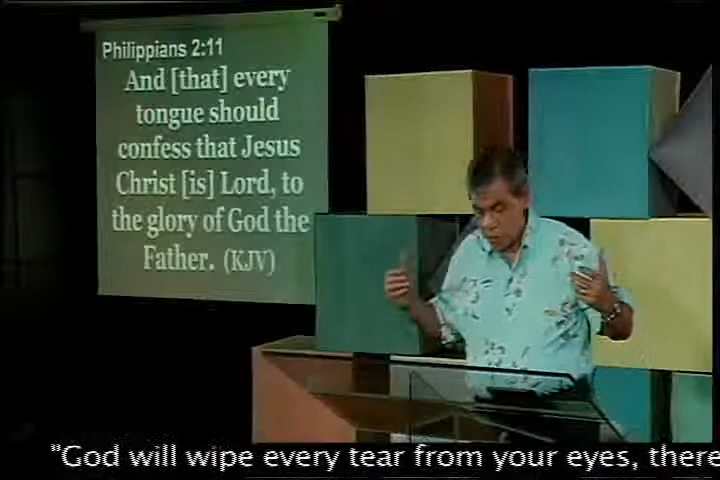 Philippians 2:11
And [that] every
tongue should
confess that Jesus
Christ [is] Lord, to
the glory of God the
Father. (KJV)
"God will wipe every tear from your eyes, there